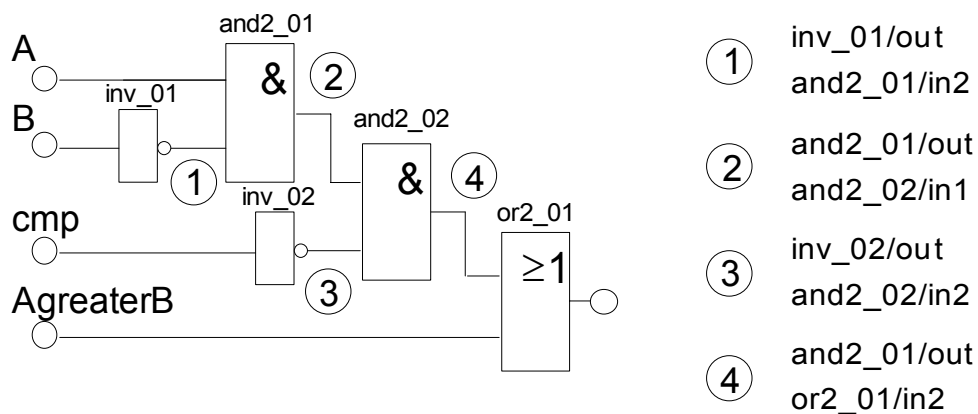 and2_01
A
&
2
inv_01
B
and2_02
1
&
4
inv_02
cmp
or2_01
≥1
3
AgreaterB
1
inv_01/out
and2_01/in2
2
and2_01/out
and2_02/in1
3
inv_02/out
and2_02/in2
4
and2_01/out
or2_01/in2